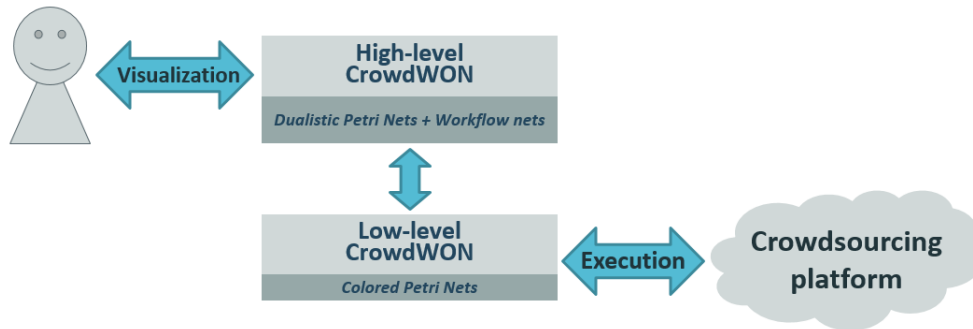 High-level
CrowdWON
Visualization
Dualistic Petri Nets + Workflow nets
Low-level
CrowdWON
Execution
Colored Petri Nets
Crowdsourcing
platform